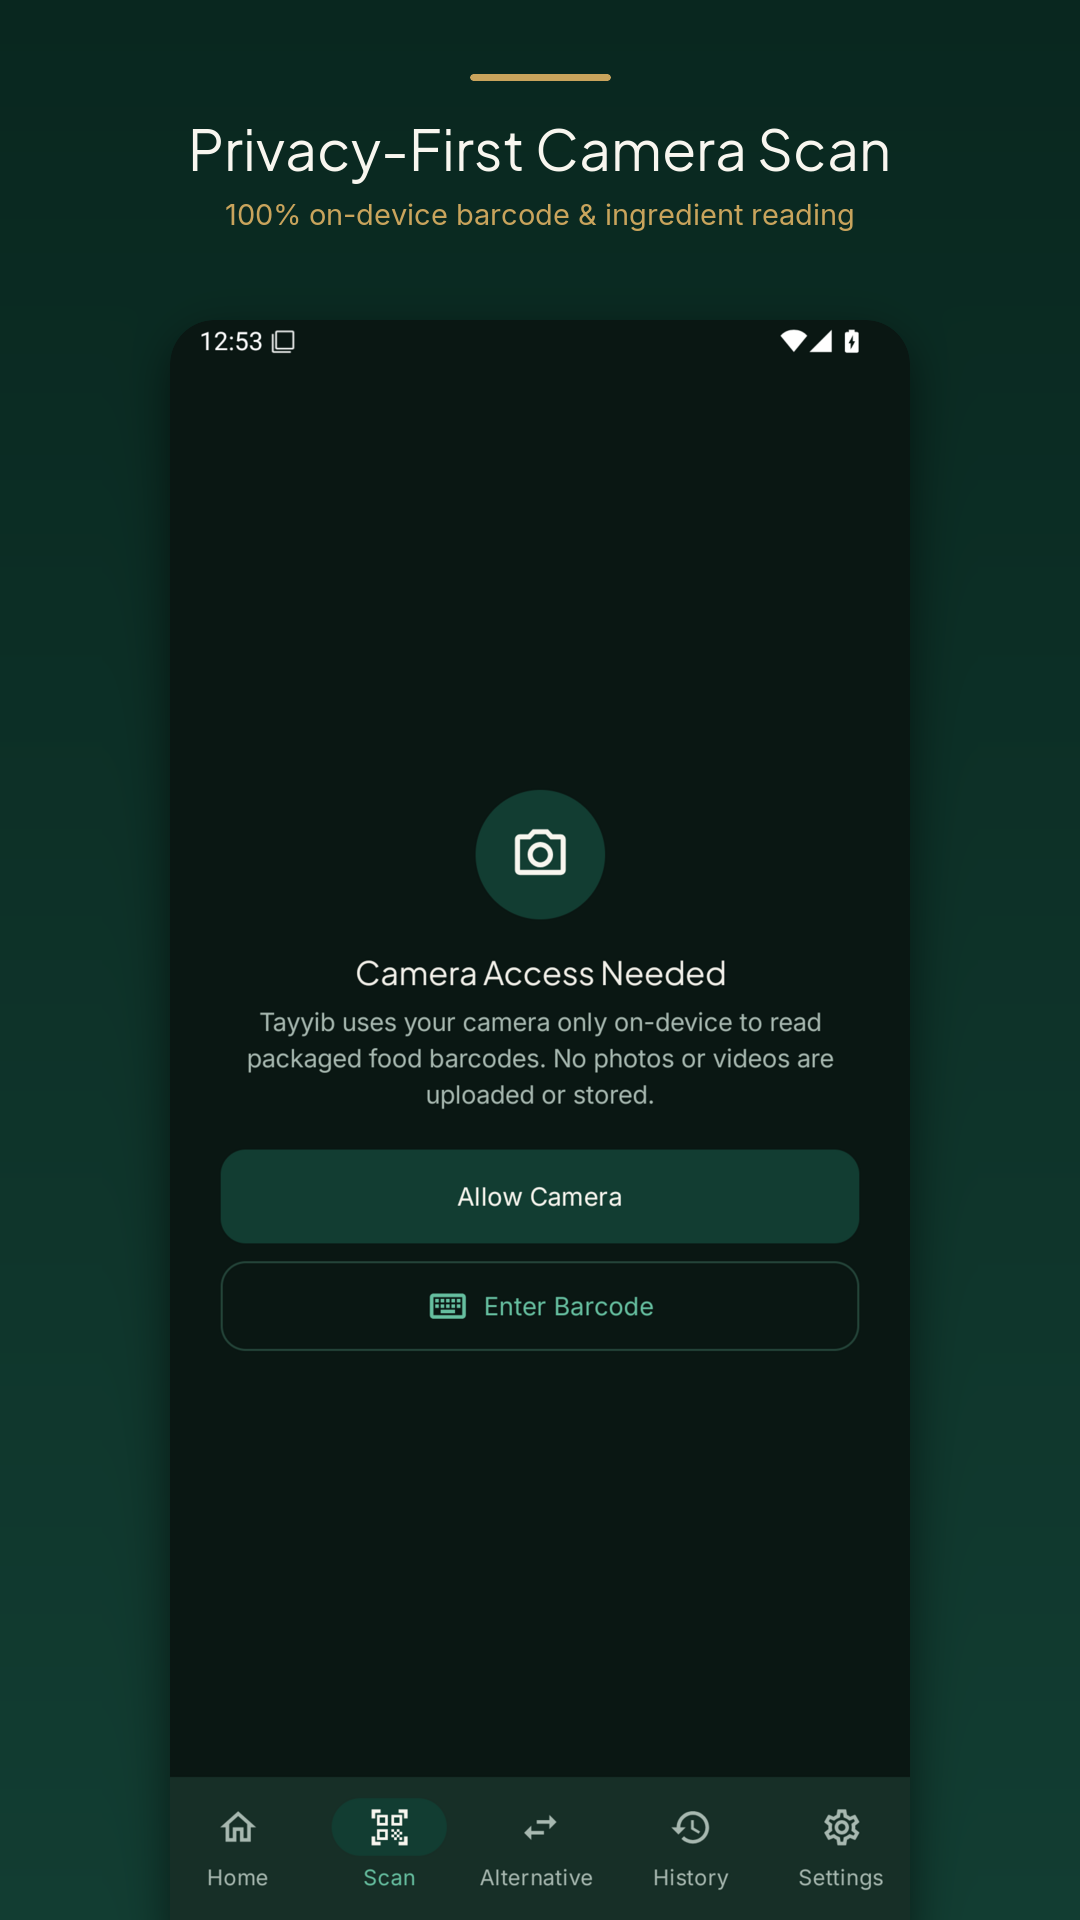 Privacy-First Camera Scan
100% on-device barcode & ingredient reading
12:53
Camera Access Needed
Tayyib uses your camera only on-device to read
packaged food barcodes. No photos or videos are
uploaded or stored.
Allow Camera
Enter Barcode
Home
Scan
Alternative
History
Settings